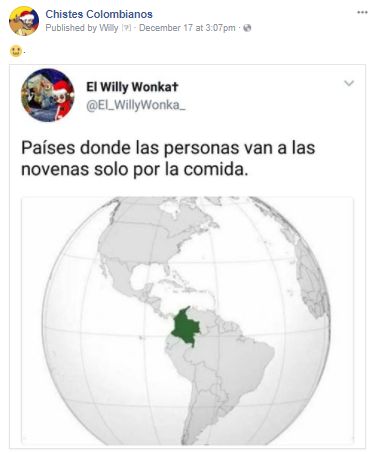 Chistes Colombianos
Published by Willy [?] · December 17 at 3:07pm ·
El Willy Wonka†
@El_WillyWonka_
Países donde las personas van a las
novenas solo por la comida.